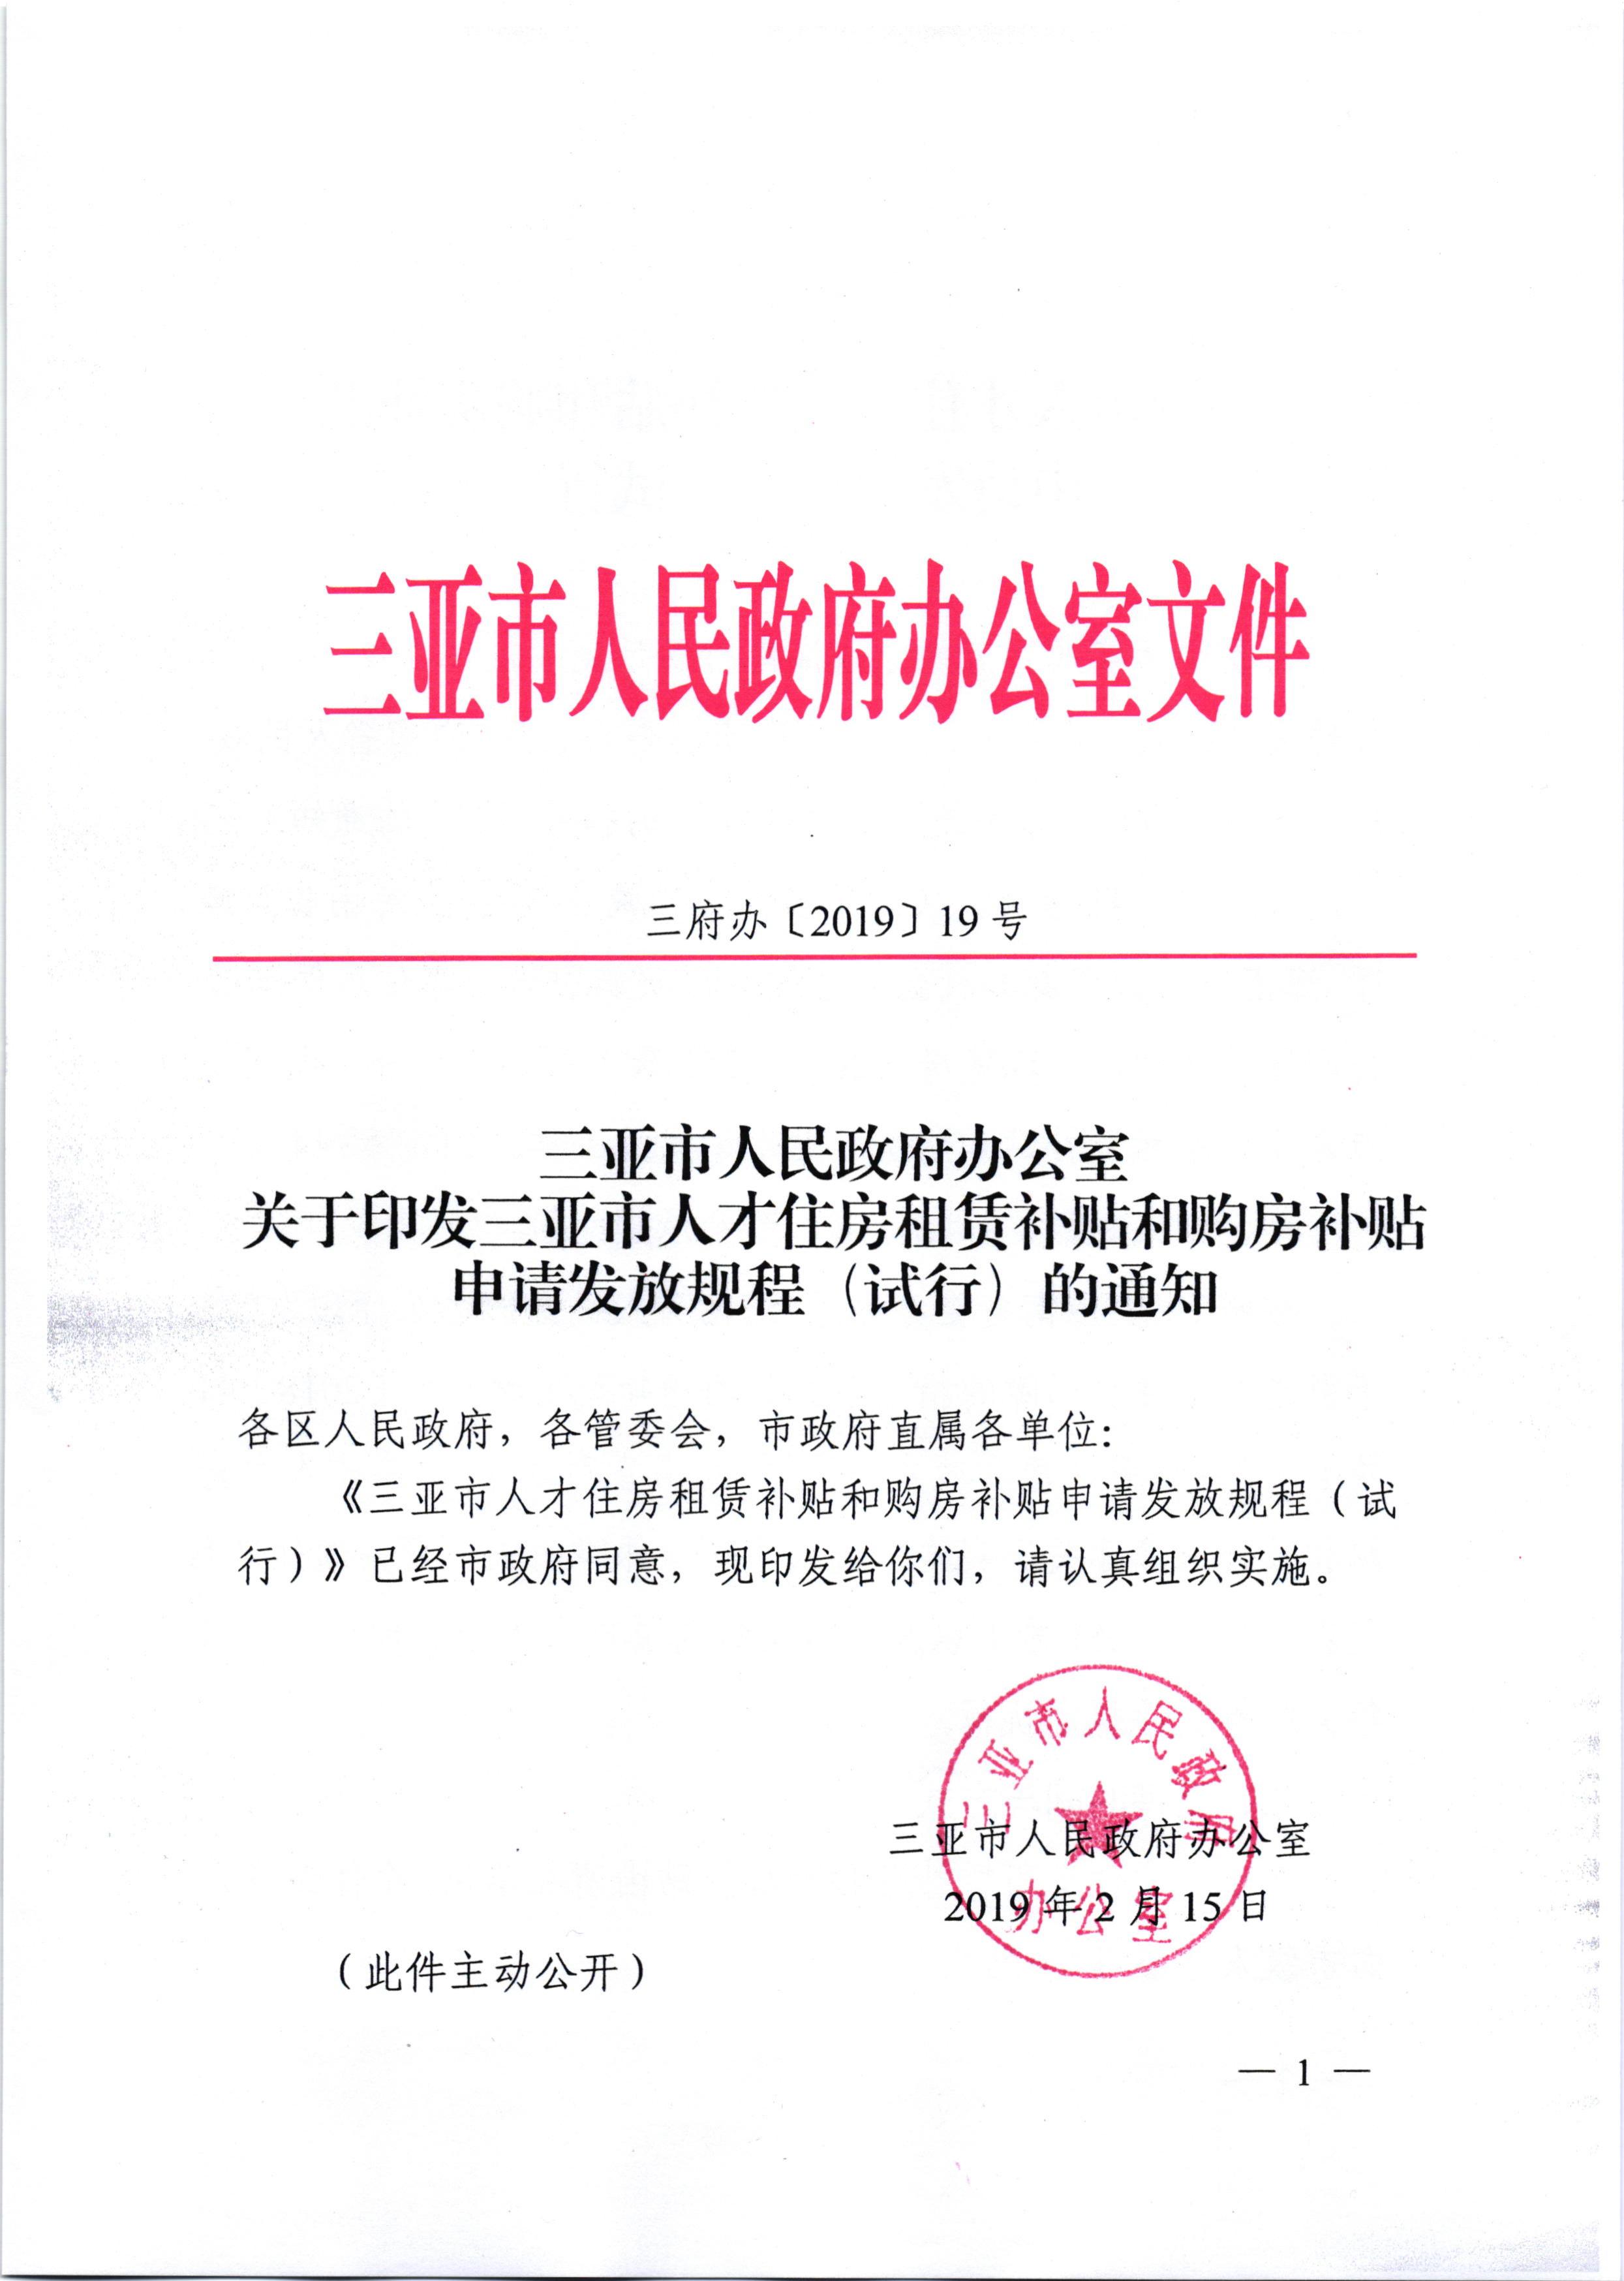 三亚市人民政府办公室文件
三府办〔2019〕19号
三亚市人民政府办公室
关于印发三亚市人才住房租赁补贴和购房补贴
申请发放规程（试行）的通知
各区人民政府，各管委会，市政府直属各单位：
《三亚市人才住房租赁补贴和购房补贴申请发放规程（试
行）》已经市政府同意，现印发给你们，请认真组织实施。
三亚市人民政府
办公室
三亚市人民政府办公室
2019年2月15日
（此件主动公开）
— 1 —